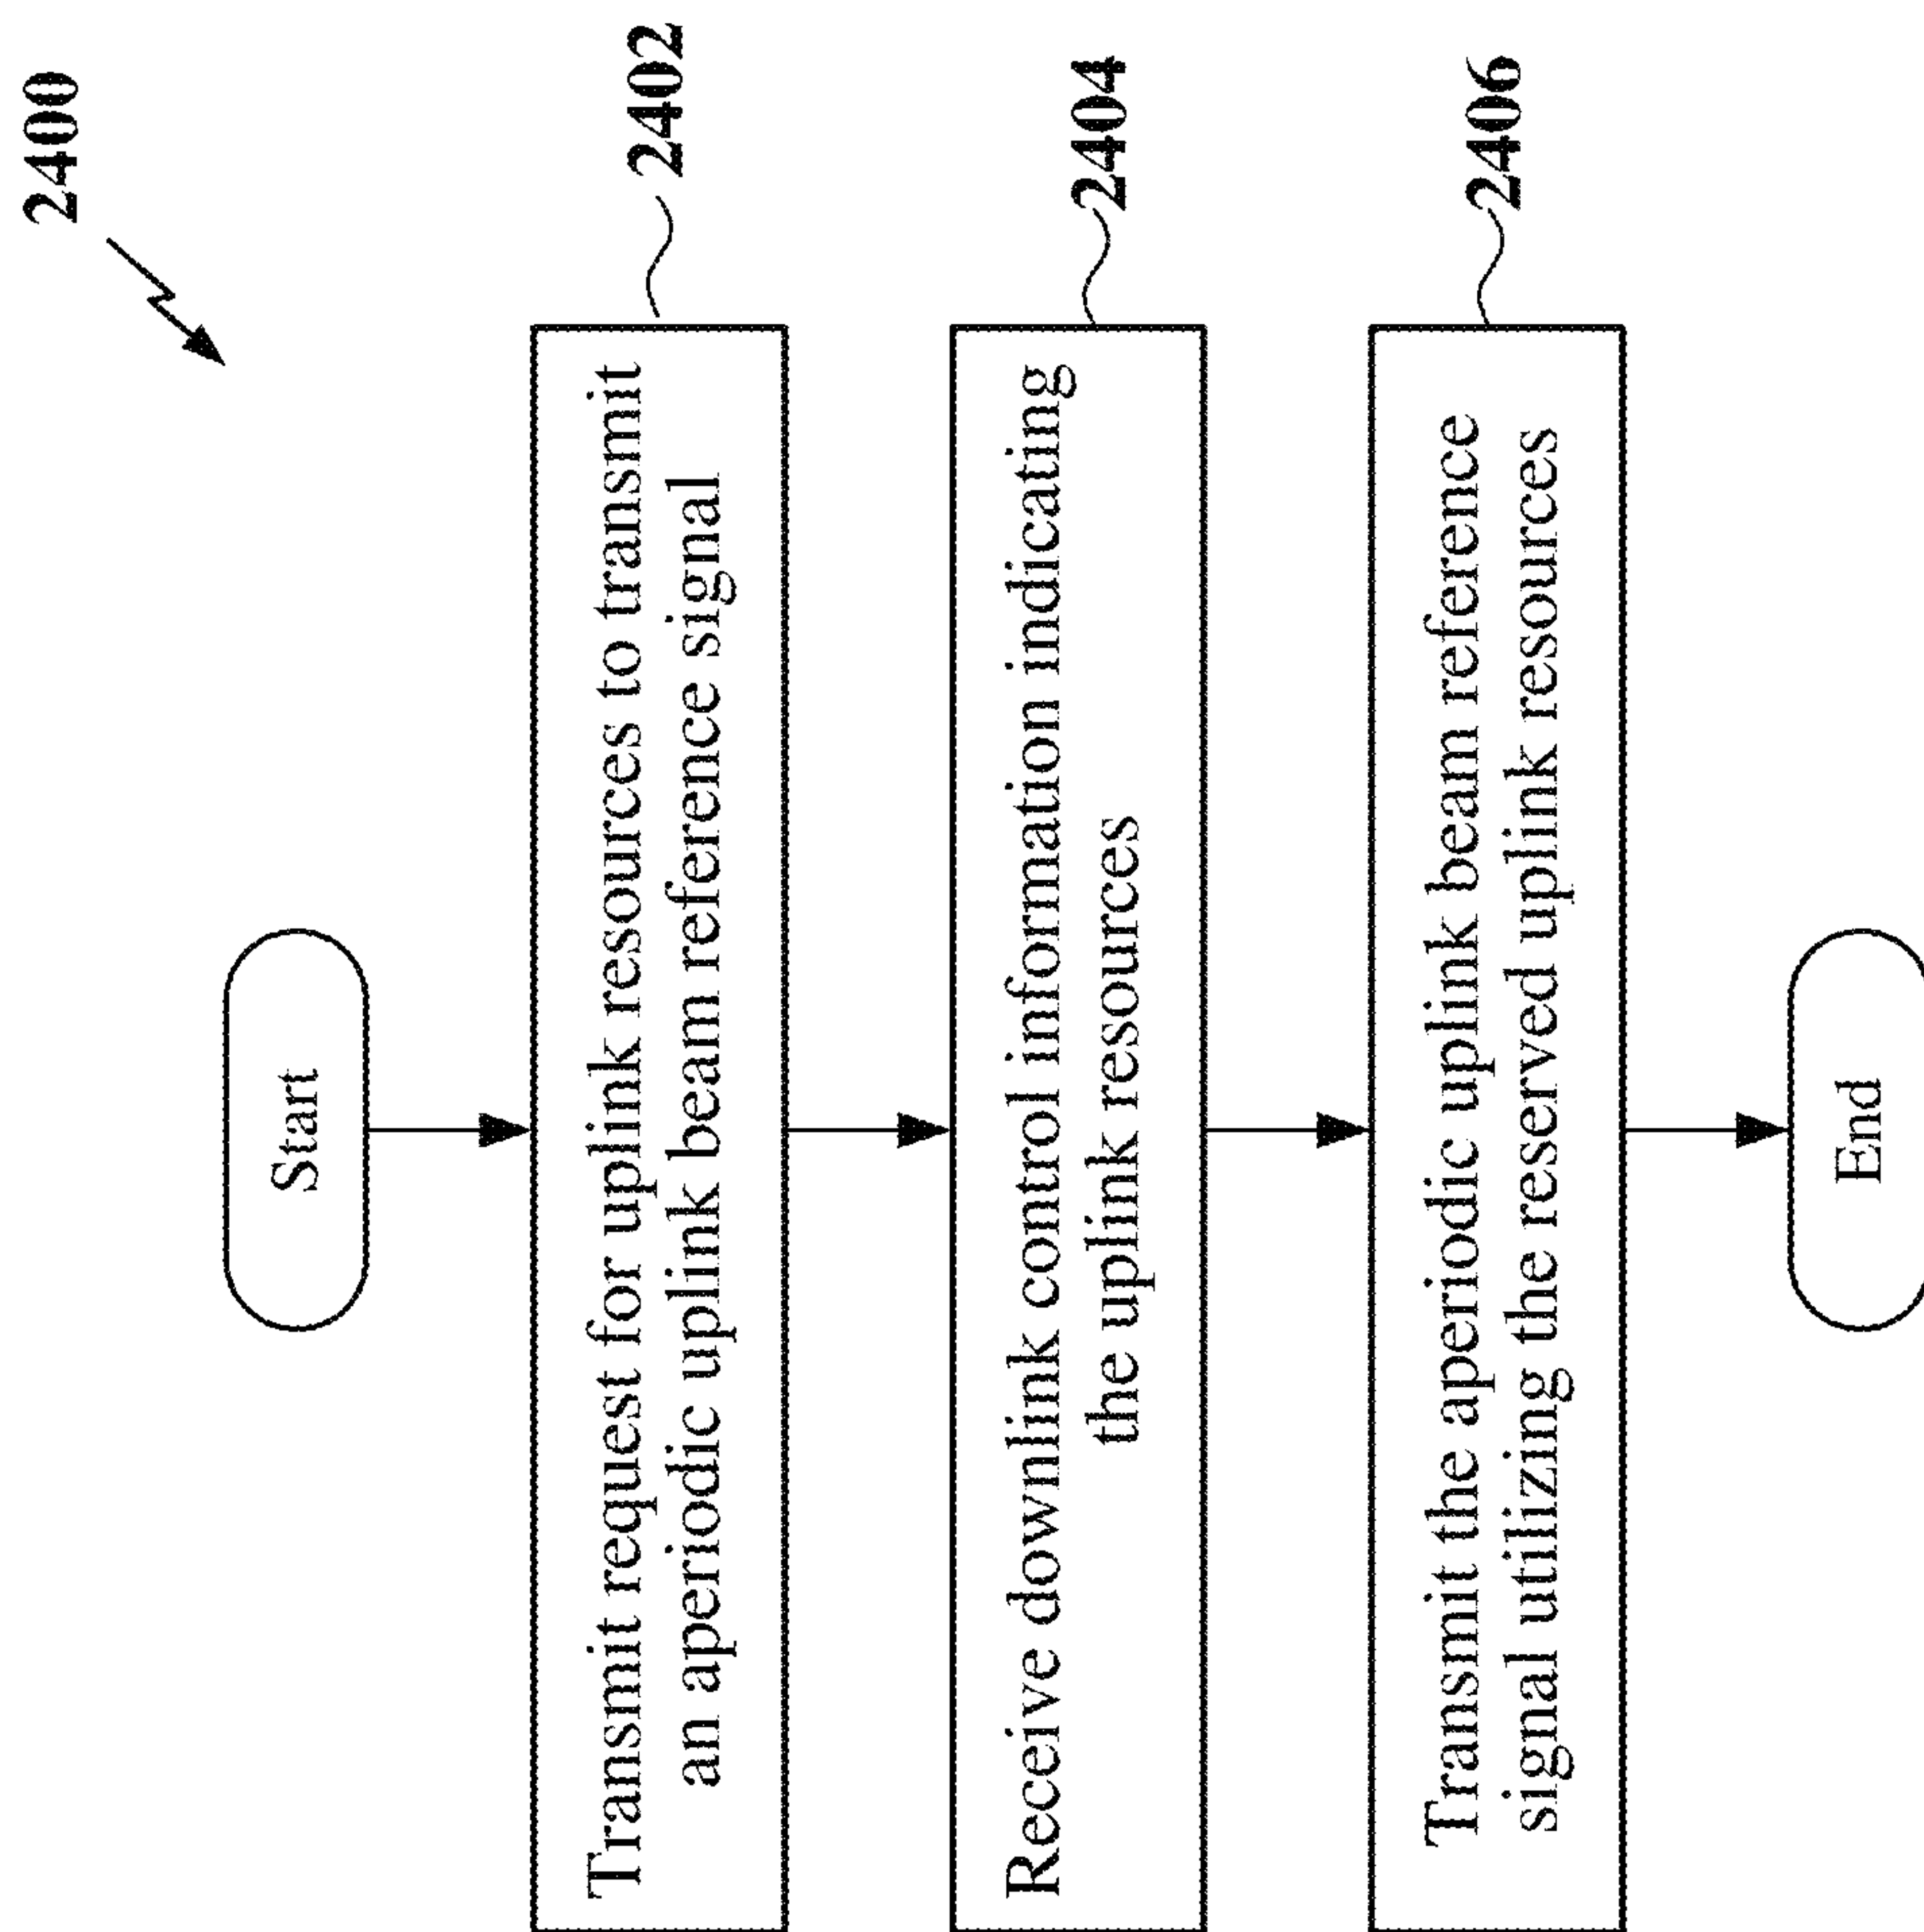 2400
Start
Transmit request for uplink resources to transmit
an aperiodic uplink beam reference signal
2402
Receive downlink control information indicating
the uplink resources
2404
Transmit the aperiodic uplink beam reference
signal utilizing the reserved uplink resources
2406
End